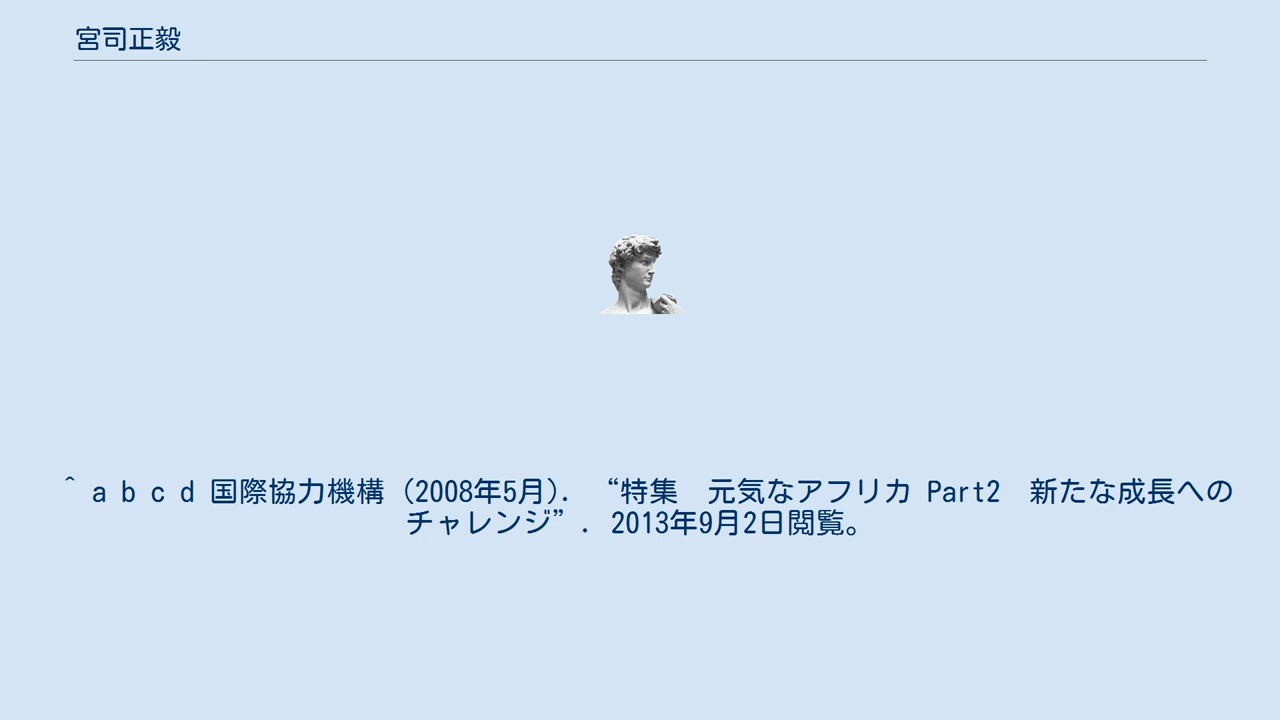 宮司正毅
^ a b c d 国際協力機構 (2008年5月). “特集　元気なアフリカ Part2　新たな成長への
チャレンジ”. 2013年9月2日閲覧。